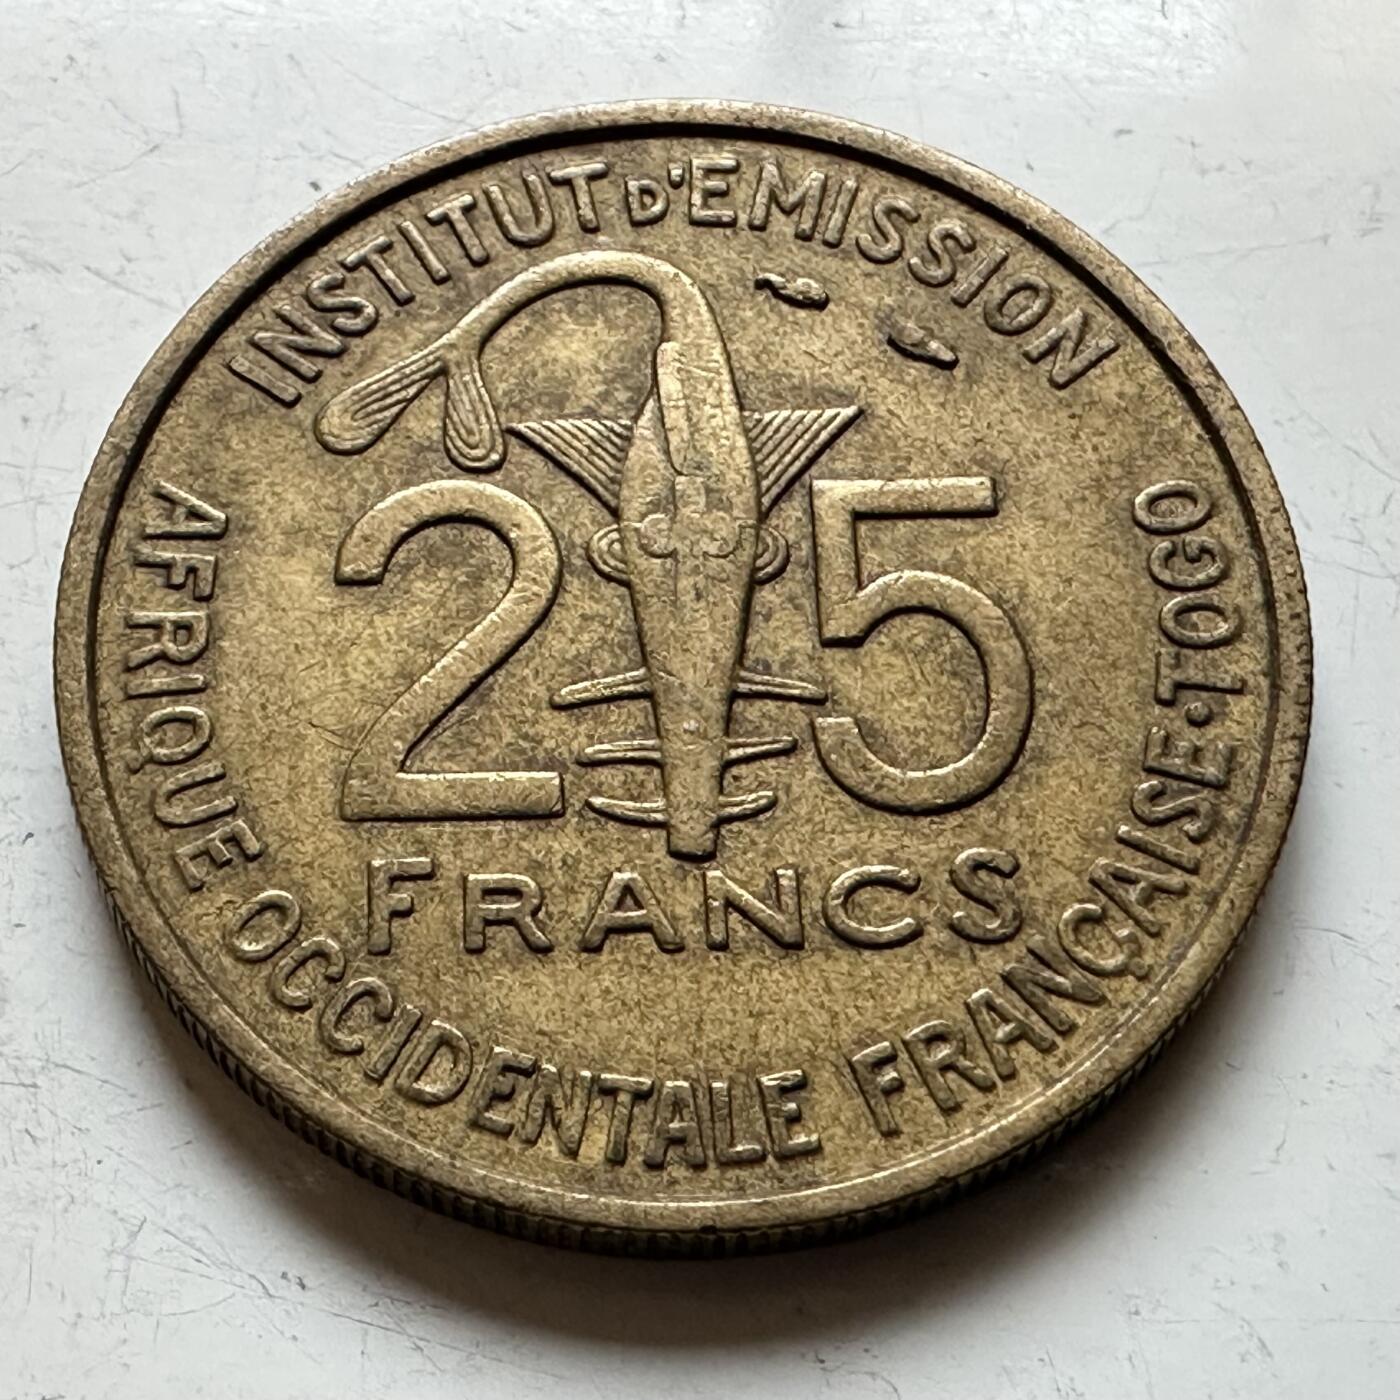 INSTITUT D'EMISSION
25
FRANCS
AFRIQUE OCCIDENTALE FRANÇAISE·TOGO